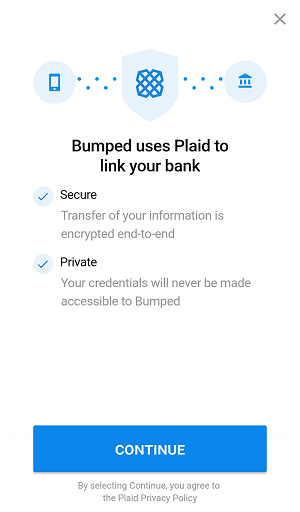 Bumped uses Plaid to
link your bank
Secure
Transfer of your information is
encrypted end-to-end
Private
Your credentials will never be made
accessible to Bumped
CONTINUE
By selecting Continue, you agree to
the Plaid Privacy Policy